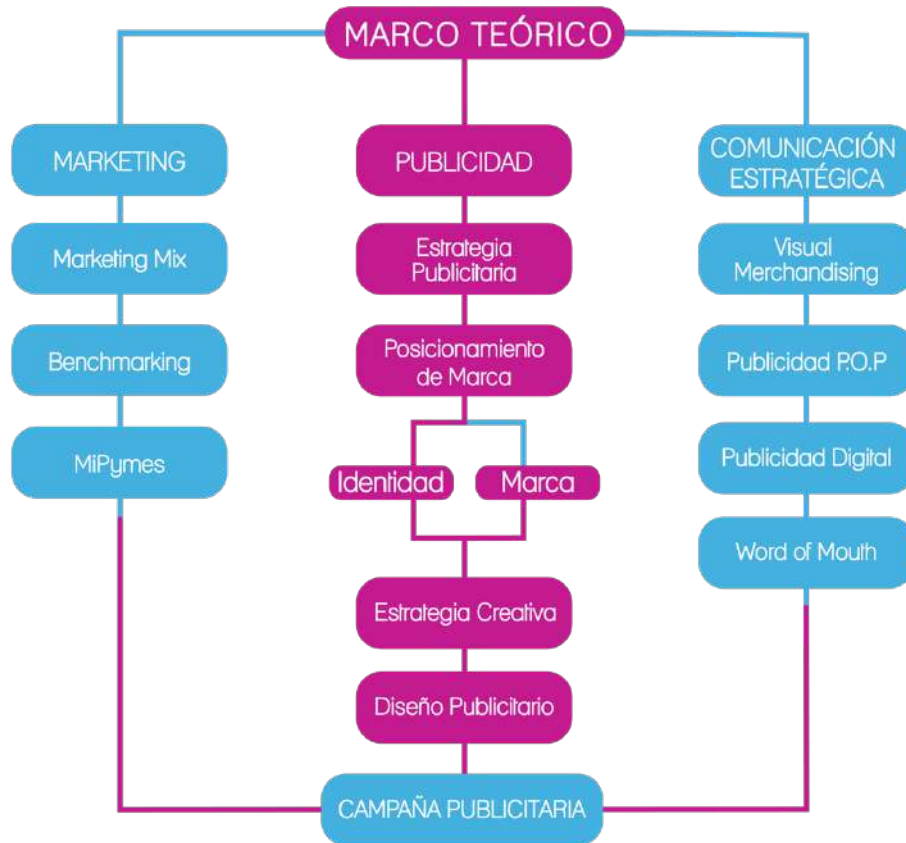 MARCO TEÓRICO
MARKETING
Marketing Mix
Benchmarking
MiPymes
PUBLICIDAD
Estrategia
Publicitaria
Posicionamiento
de Marca
Identidad
Marca
Estrategia Creativa
Diseño Publicitario
COMUNICACIÓN
ESTRATÉGICA
Visual
Merchandising
Publicidad P.O.P
Publicidad Digital
Word of Mouth
CAMPAÑA PUBLICITARIA